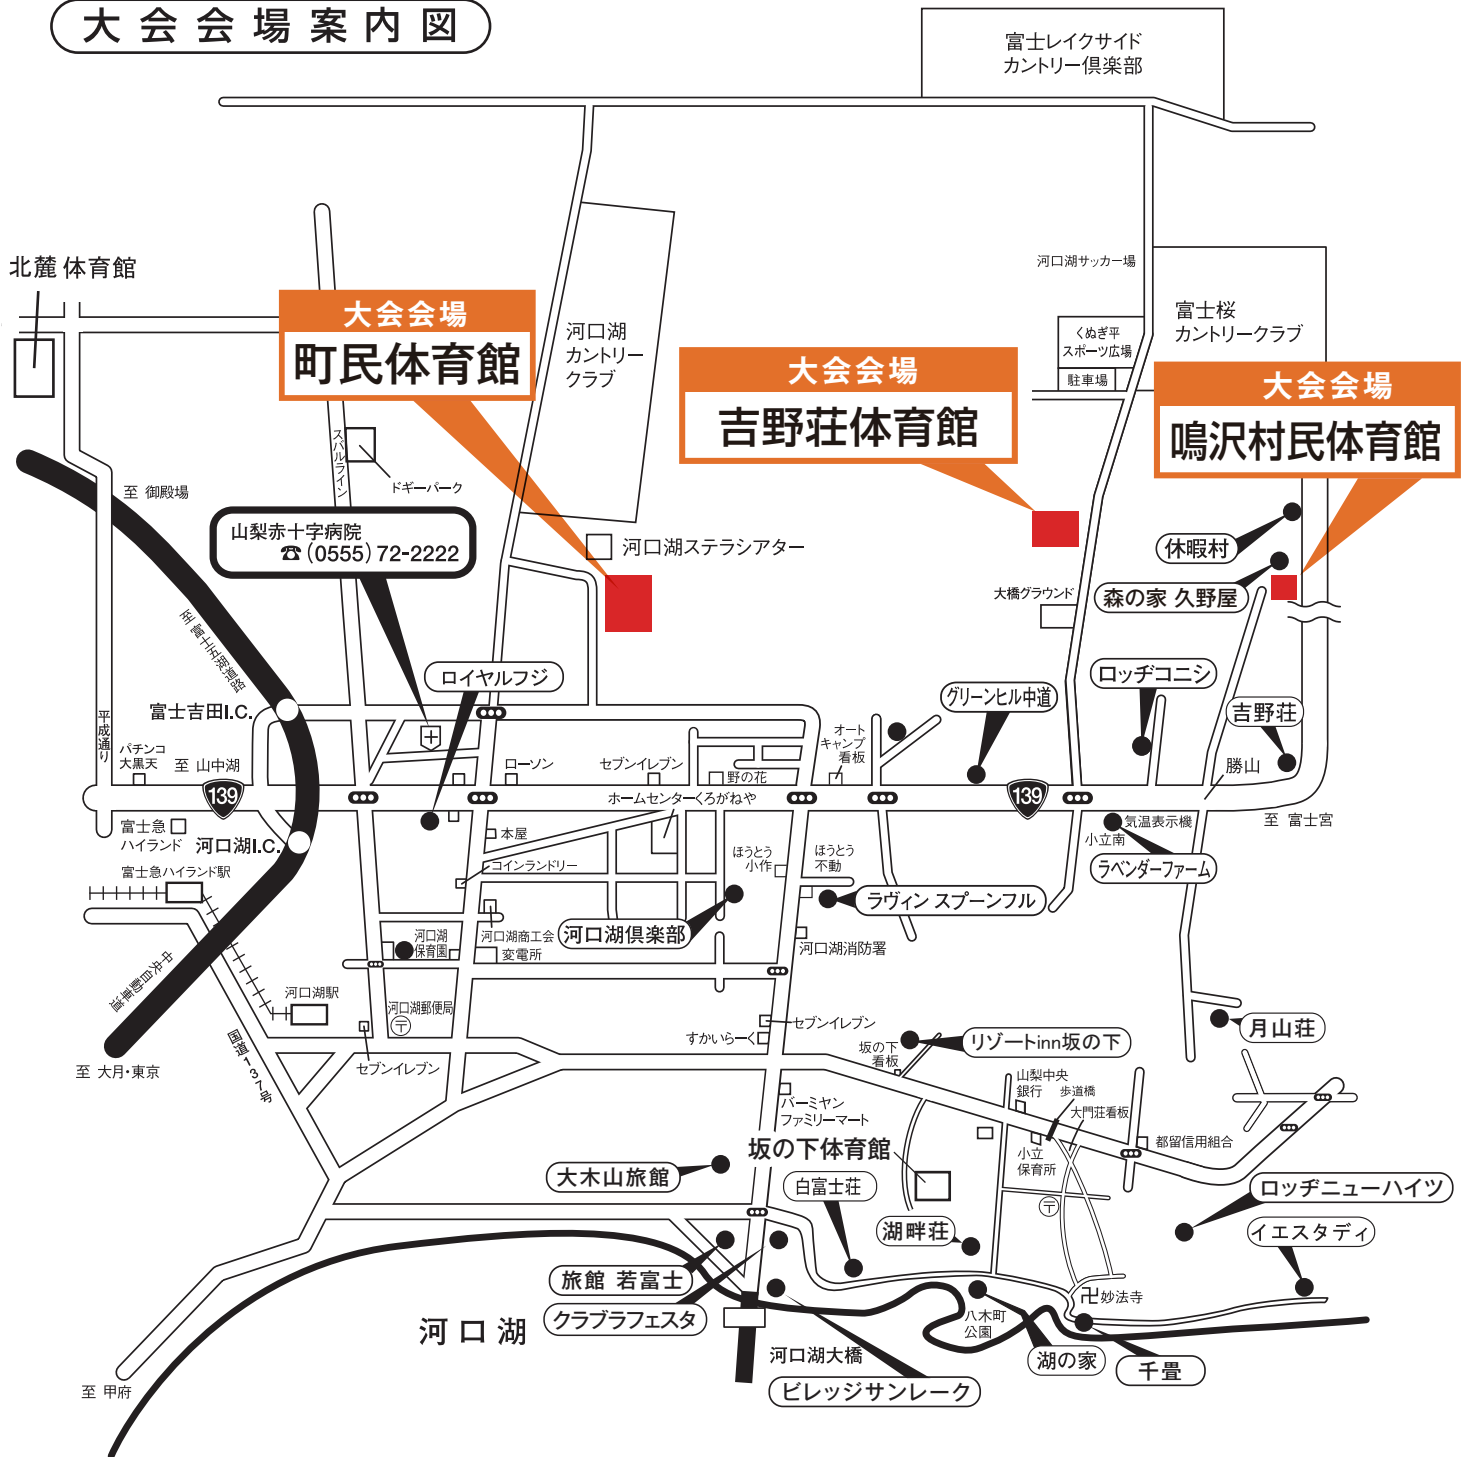 大会会場案内図
富士レイクサイド
カントリー倶楽部
北麓 体育館
河口湖サッカー場
富士桜
カントリークラブ
くぬぎ平
スポーツ広場
駐車場
河口湖
カントリー
クラブ
大会会場
町民体育館
大会会場
吉野荘体育館
大会会場
鳴沢村民体育館
スバルライン
ドギーパーク
至 御殿場
山梨赤十字病院
☎(0555)72-2222
河口湖ステラシアター
休暇村
森の家 久野屋
大橋グラウンド
至 富士五湖道路
ロイヤルフジ
ロッヂコニシ
グリーンヒル中道
吉野荘
富士吉田I.C.
平成通り
パチンコ
大黒天
至 山中湖
ローソン
セブンイレブン
野の花
オート
キャンプ
看板
勝山
139
139
ホームセンターくろがねや
富士急
ハイランド
河口湖I.C.
本屋
コインランドリー
ほうとう
小作
ほうとう
不動
気温表示機
小立南
至 富士宮
ラベンダーファーム
富士急ハイランド駅
ラヴィン スプーンフル
河口湖
保育園
河口湖商工会
変電所
河口湖倶楽部
河口湖消防署
中央自動車道
河口湖駅
河口湖郵便局
〒
国道137号
すかいらーく
セブンイレブン
坂の下
看板
リゾートinn坂の下
月山荘
至 大月・東京
セブンイレブン
バーミヤン
ファミリーマート
山梨中央
銀行
歩道橋
大門荘看板
都留信用組合
小立
保育所
坂の下体育館
大木山旅館
白富士荘
〒
湖畔荘
ロッヂニューハイツ
イエスタディ
旅館 若富士
クラブラフェスタ
卍妙法寺
八木町
公園
河口湖
河口湖大橋
湖の家
千畳
ビレッジサンレーク
至 甲府